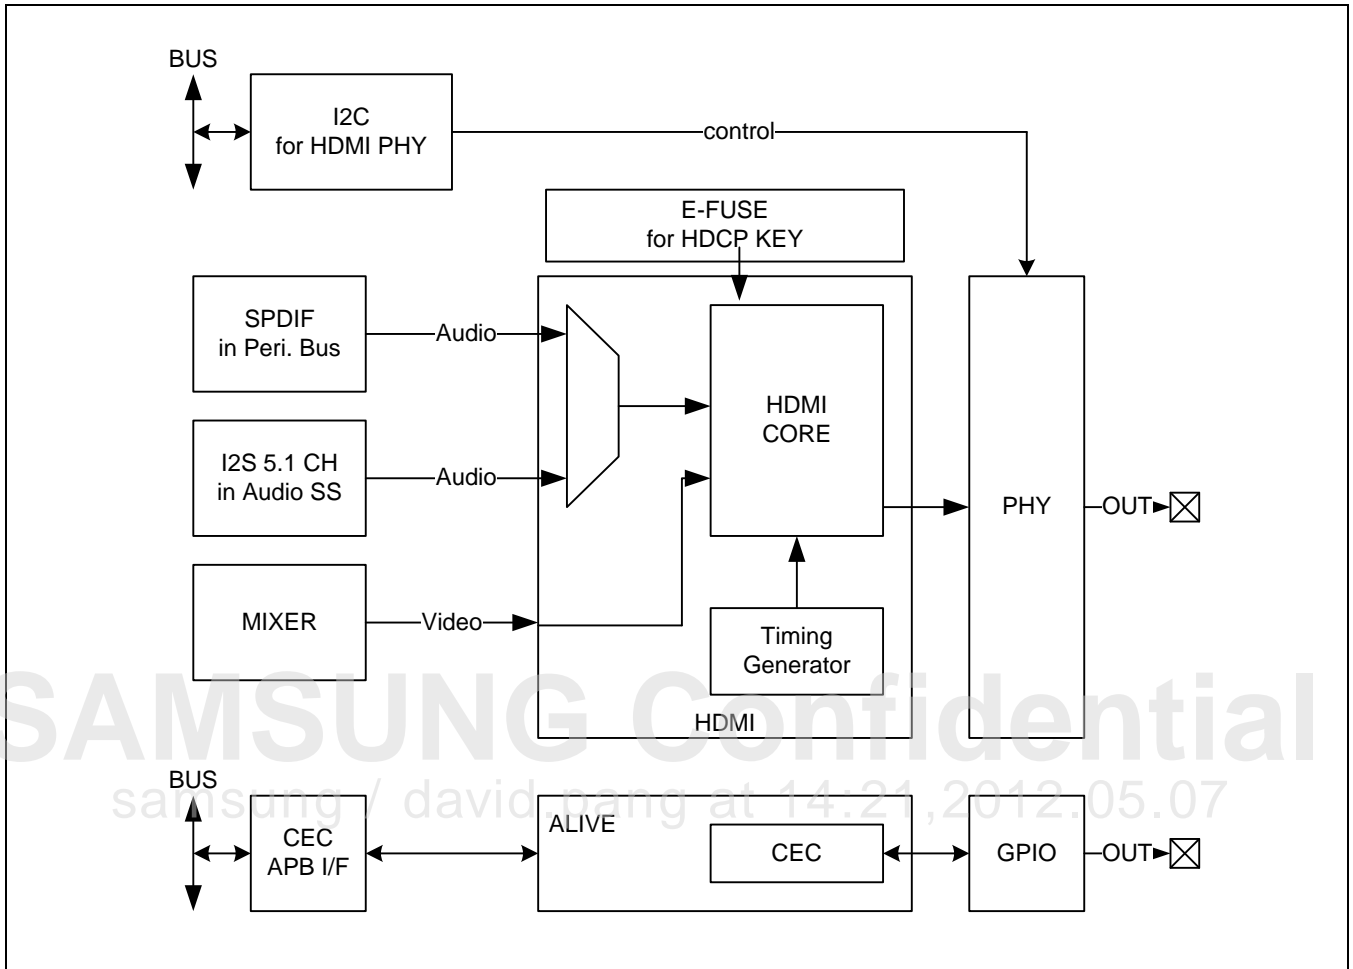 BUS
I2C
for HDMI PHY
control
E-FUSE
for HDCP KEY
SPDIF
in Peri. Bus
Audio
HDMI
CORE
I2S 5.1 CH
in Audio SS
Audio
PHY
OUT
MIXER
Video
Timing
Generator
HDMI
SAMSUNG Confidential
samsung / david.pang at 14:21,2012.05.07
BUS
CEC
APB I/F
ALIVE
CEC
GPIO
OUT